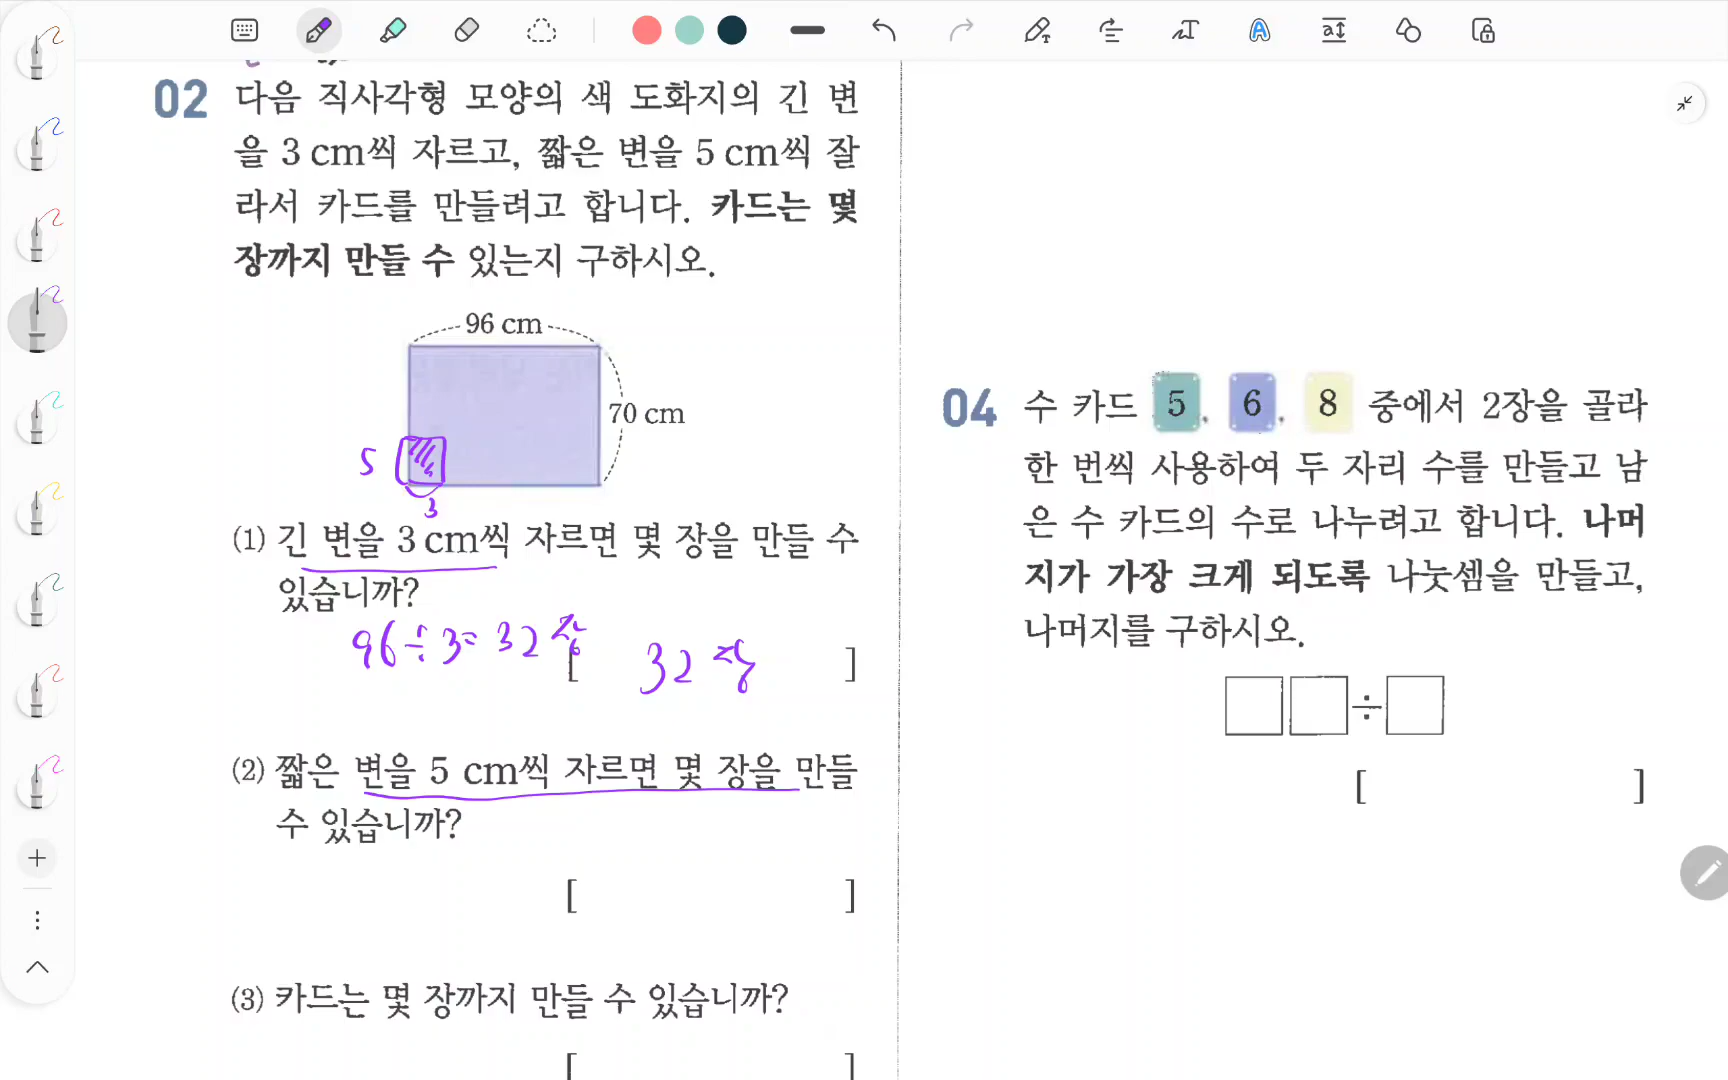 02 다음 직사각형 모양의 색 도화지의 긴 변
을 3 cm씩 자르고, 짧은 변을 5 cm씩 잘
라서 카드를 만들려고 합니다. 카드는 몇
장까지 만들 수 있는지 구하시오.
96 cm
70 cm
5
3
(1) 긴 변을 3 cm씩 자르면 몇 장을 만들 수
있습니까?
96÷3=32장
[ 32장 ]
(2) 짧은 변을 5 cm씩 자르면 몇 장을 만들
수 있습니까?
[ ]
(3) 카드는 몇 장까지 만들 수 있습니까?
[ ]
04 수 카드 5, 6, 8 중에서 2장을 골라
한 번씩 사용하여 두 자리 수를 만들고 남
은 수 카드의 수로 나누려고 합니다. 나머
지가 가장 크게 되도록 나눗셈을 만들고,
나머지를 구하시오.
□□÷□
[ ]